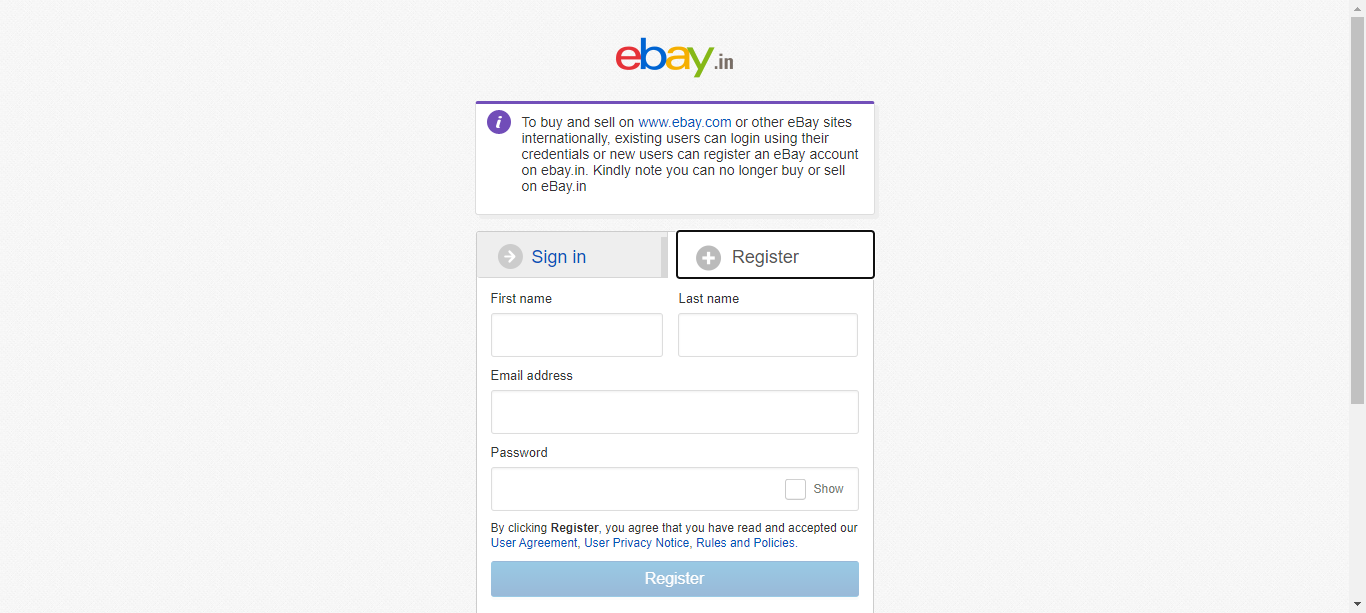 ebay.in
To buy and sell on www.ebay.com or other eBay sites
internationally, existing users can login using their
credentials or new users can register an eBay account
on ebay.in. Kindly note you can no longer buy or sell
on eBay.in
Sign in
Register
First name
Last name
Email address
Password
Show
By clicking Register, you agree that you have read and accepted our
User Agreement, User Privacy Notice, Rules and Policies.
Register